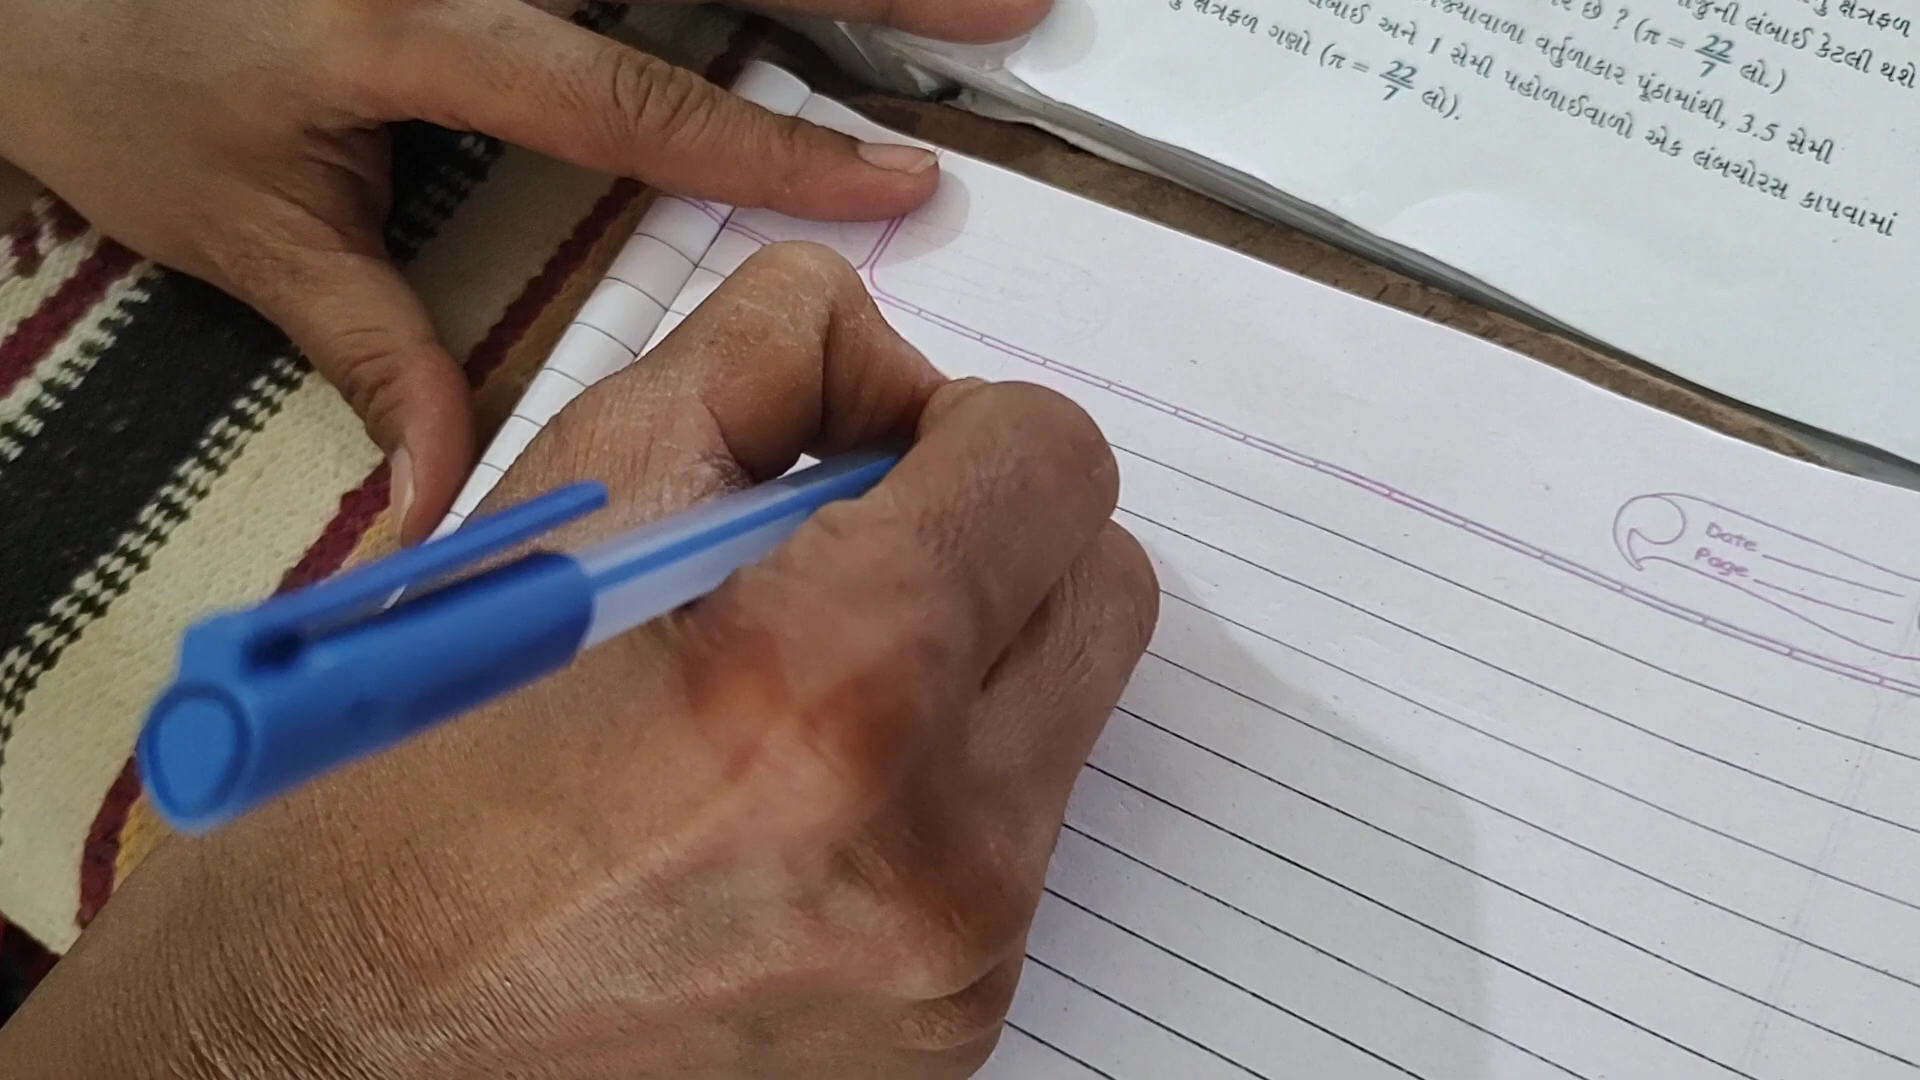 ક્ષેત્રફળ
લંબાઈ કેટલી થશે
છે ? (π = 22/7 લો.)
વર્તુળાકાર પૂંઠામાંથી, 3.5 સેમી
અને 1 સેમી પહોળાઈવાળો એક લંબચોરસ કાપવામાં
ક્ષેત્રફળ ગણો (π = 22/7 લો).
Date
Page